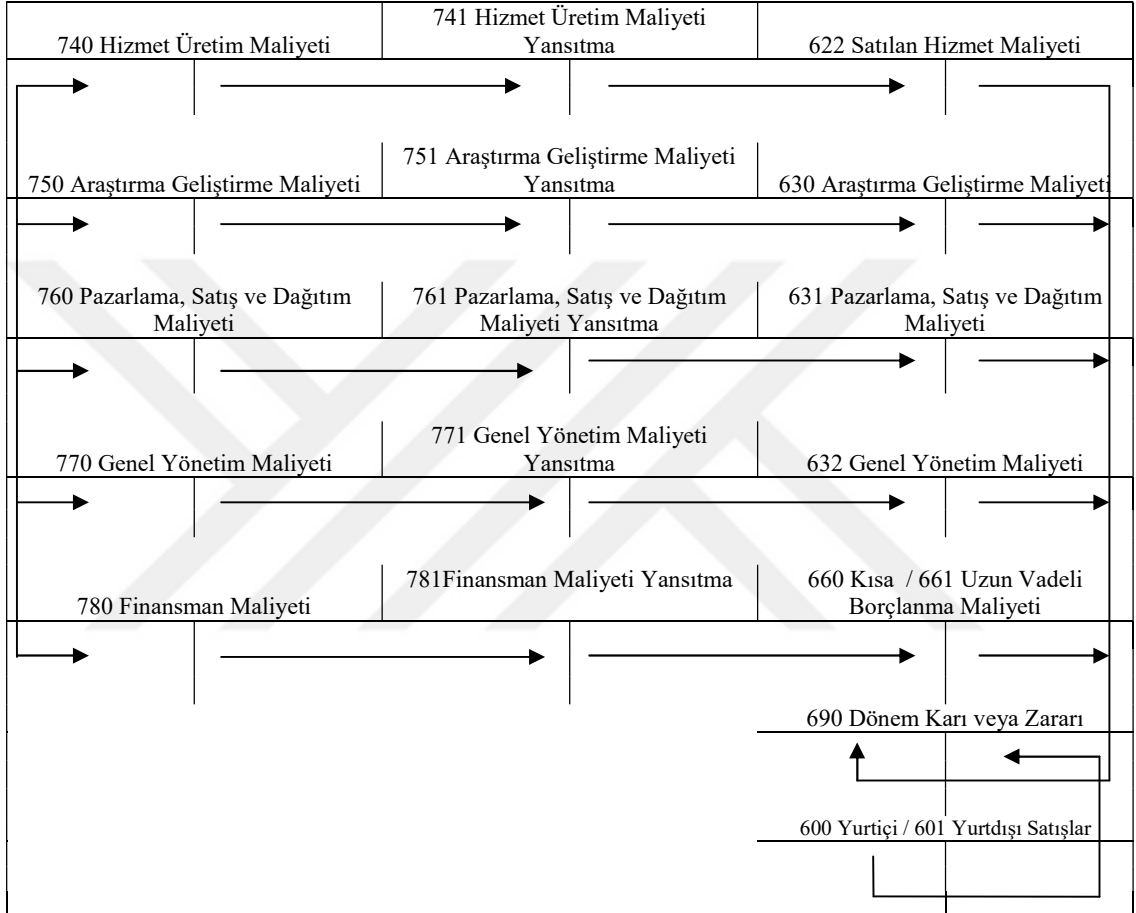 740 Hizmet Üretim Maliyeti
741 Hizmet Üretim Maliyeti
Yansıtma
622 Satılan Hizmet Maliyeti
750 Araştırma Geliştirme Maliyeti
751 Araştırma Geliştirme Maliyeti
Yansıtma
630 Araştırma Geliştirme Maliyeti
760 Pazarlama, Satış ve Dağıtım
Maliyeti
761 Pazarlama, Satış ve Dağıtım
Maliyeti Yansıtma
631 Pazarlama, Satış ve Dağıtım
Maliyeti
770 Genel Yönetim Maliyeti
771 Genel Yönetim Maliyeti
Yansıtma
632 Genel Yönetim Maliyeti
780 Finansman Maliyeti
781Finansman Maliyeti Yansıtma
660 Kısa / 661 Uzun Vadeli
Borçlanma Maliyeti
690 Dönem Karı veya Zararı
600 Yurtiçi / 601 Yurtdışı Satışlar